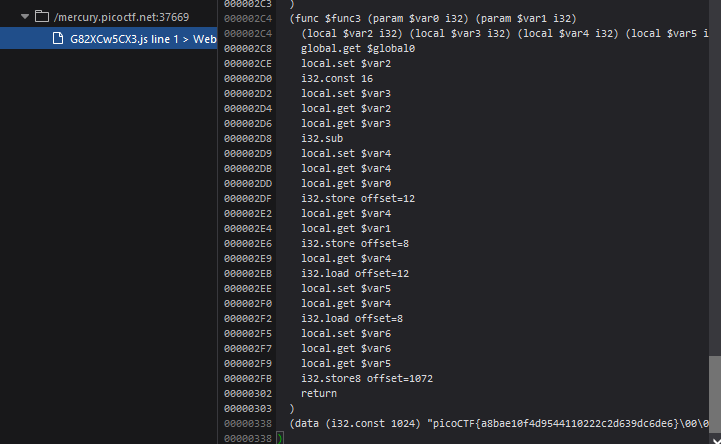 /mercury.picoctf.net:37669
G82XCw5CX3.js line 1 > Web
000002C3 )
000002C4 (func $func3 (param $var0 i32) (param $var1 i32)
000002C4 (local $var2 i32) (local $var3 i32) (local $var4 i32) (local $var5 i
000002C8 global.get $global0
000002CE local.set $var2
000002D0 i32.const 16
000002D2 local.set $var3
000002D4 local.get $var2
000002D6 local.get $var3
000002D8 i32.sub
000002D9 local.set $var4
000002DB local.get $var4
000002DD local.get $var0
000002DF i32.store offset=12
000002E2 local.get $var4
000002E4 local.get $var1
000002E6 i32.store offset=8
000002E9 local.get $var4
000002EB i32.load offset=12
000002EE local.set $var5
000002F0 local.get $var4
000002F2 i32.load offset=8
000002F5 local.set $var6
000002F7 local.get $var6
000002F9 local.get $var5
000002FB i32.store8 offset=1072
00000302 return
00000303 )
00000338 (data (i32.const 1024) "picoCTF{a8bae10f4d9544110222c2d639dc6de6}\00\0
00000338 )